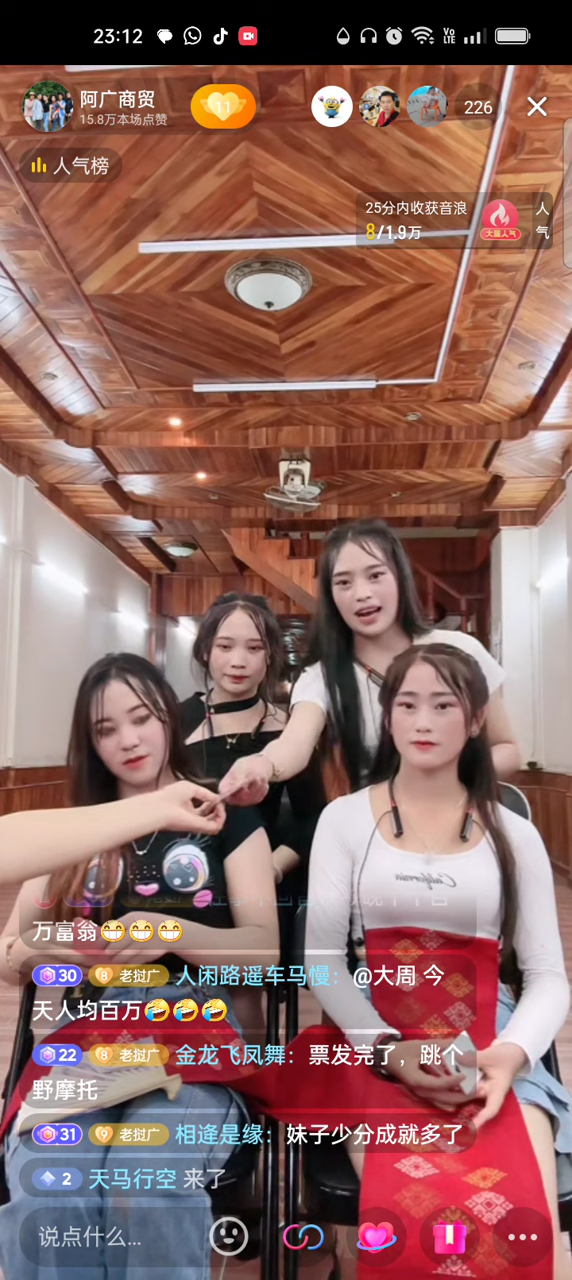 23:12
Vo
LTE
阿广商贸
15.8万本场点赞
11
226
人气榜
25分内收获音浪
8/1.9万
人
气
California
万富翁😁😁😁
30 8 老挝广 人闲路遥车马慢：@大周 今
天人均百万🤣🤣🤣
22 8 老挝广 金龙飞凤舞：票发完了，跳个
野摩托
31 9 老挝广 相逢是缘：妹子少分成就多了
2 天马行空 来了
说点什么...